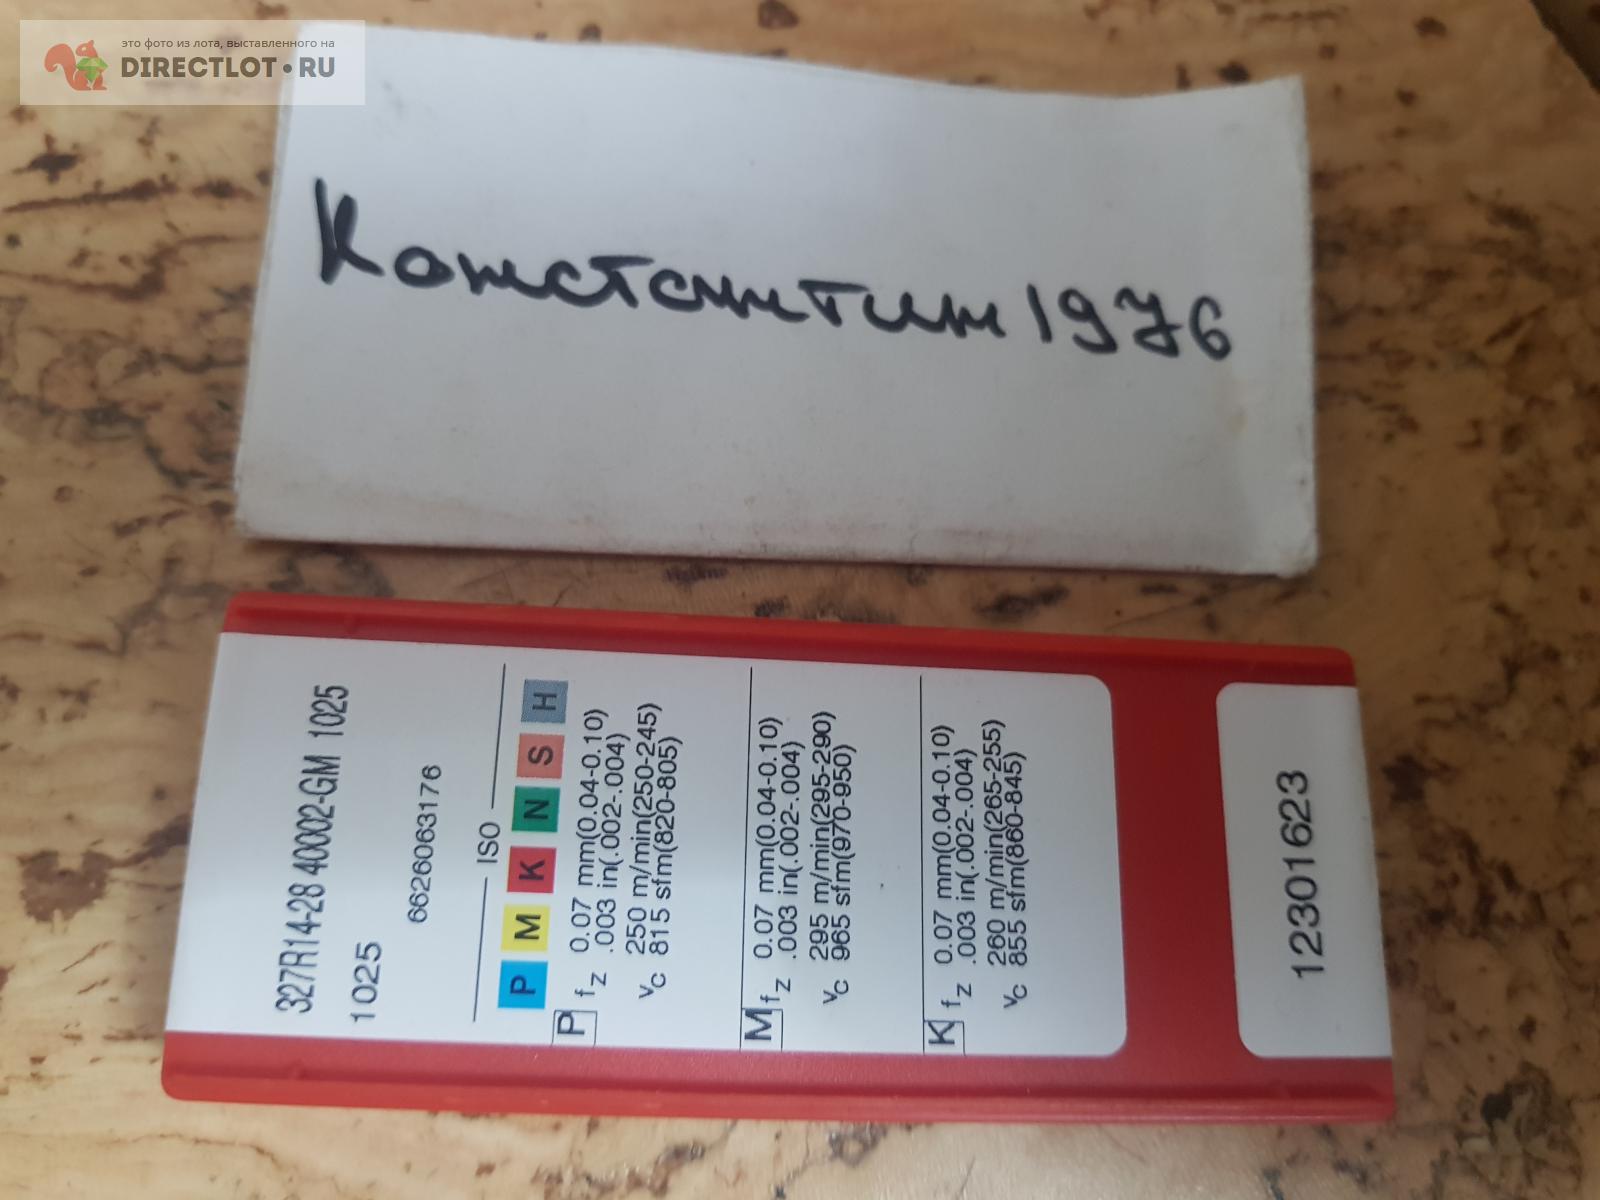 это фото из лота, выставленного на
DIRECTLOT•RU
Константин 1976
327R14-28 40002-GM 1025
1025
6626063176
ISO
P M K N S H
P fz 0.07 mm(0.04-0.10)
.003 in(.002-.004)
vc 250 m/min(250-245)
815 sfm(820-805)
M fz 0.07 mm(0.04-0.10)
.003 in(.002-.004)
vc 295 m/min(295-290)
965 sfm(970-950)
K fz 0.07 mm(0.04-0.10)
.003 in(.002-.004)
vc 260 m/min(265-255)
855 sfm(860-845)
12301623